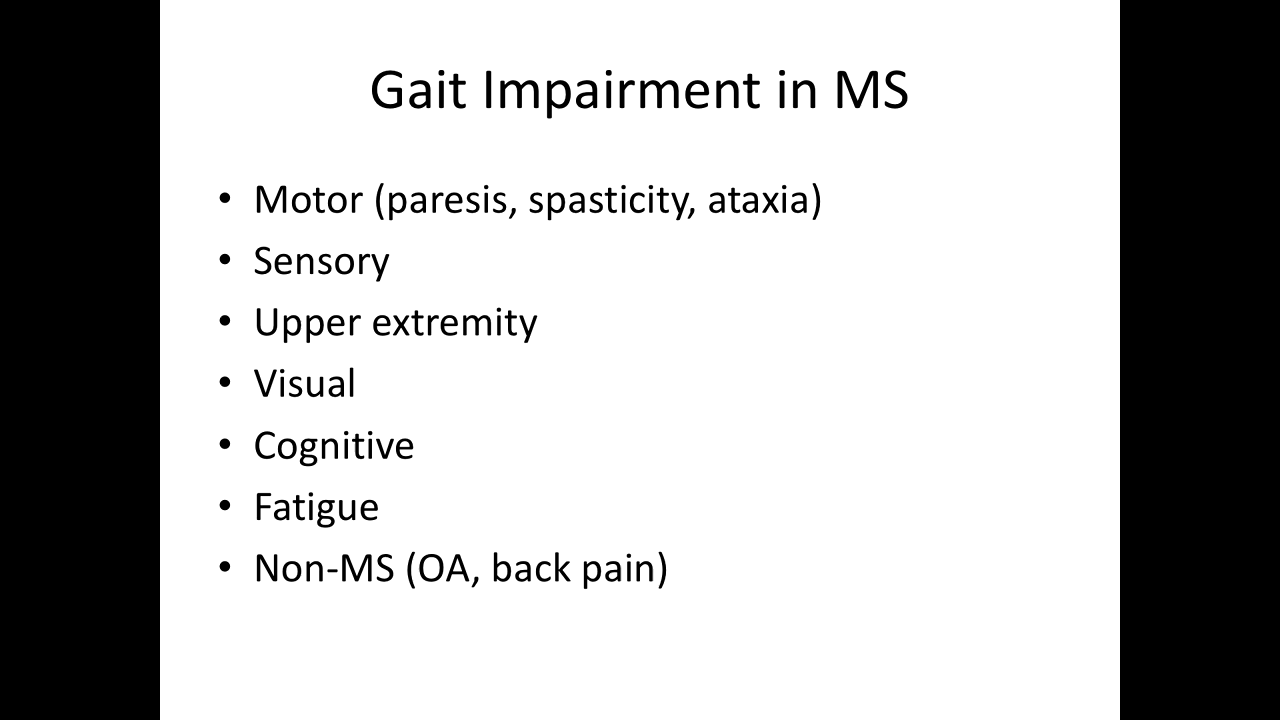 Gait Impairment in MS
• Motor (paresis, spasticity, ataxia)
• Sensory
• Upper extremity
• Visual
• Cognitive
• Fatigue
• Non-MS (OA, back pain)